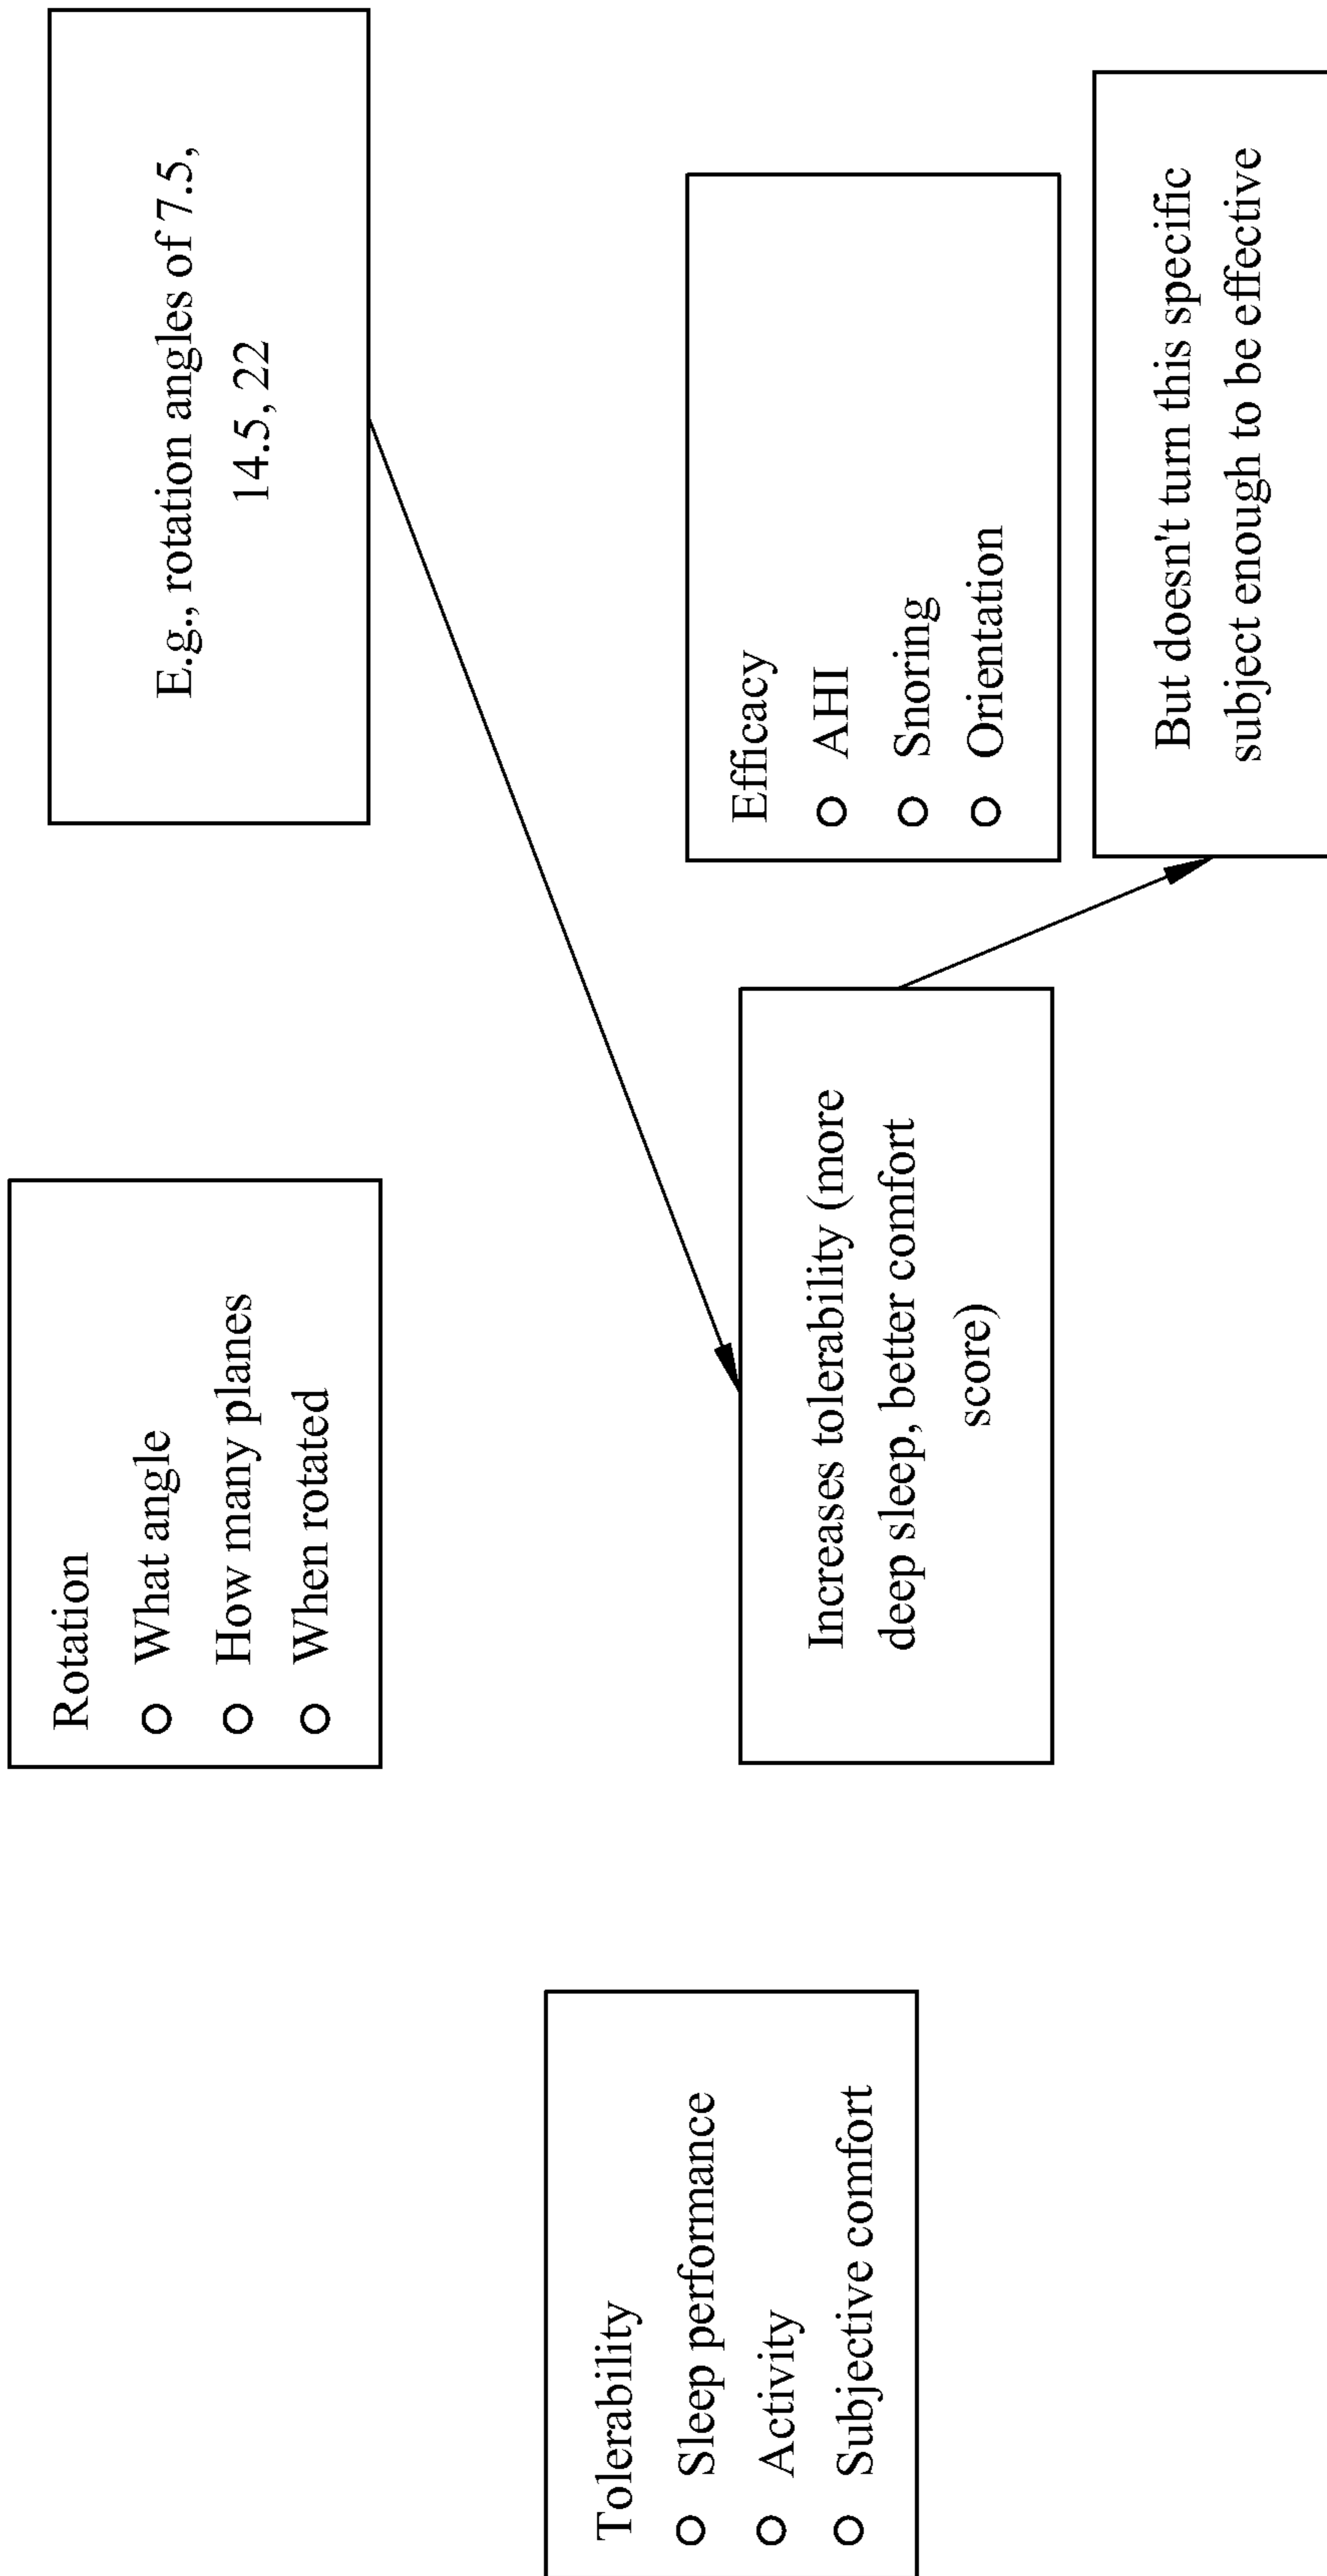 Rotation
What angle
How many planes
When rotated
E.g., rotation angles of 7.5,
14.5, 22
Tolerability
Sleep performance
Activity
Subjective comfort
Increases tolerability (more
deep sleep, better comfort
score)
Efficacy
AHI
Snoring
Orientation
But doesn't turn this specific
subject enough to be effective